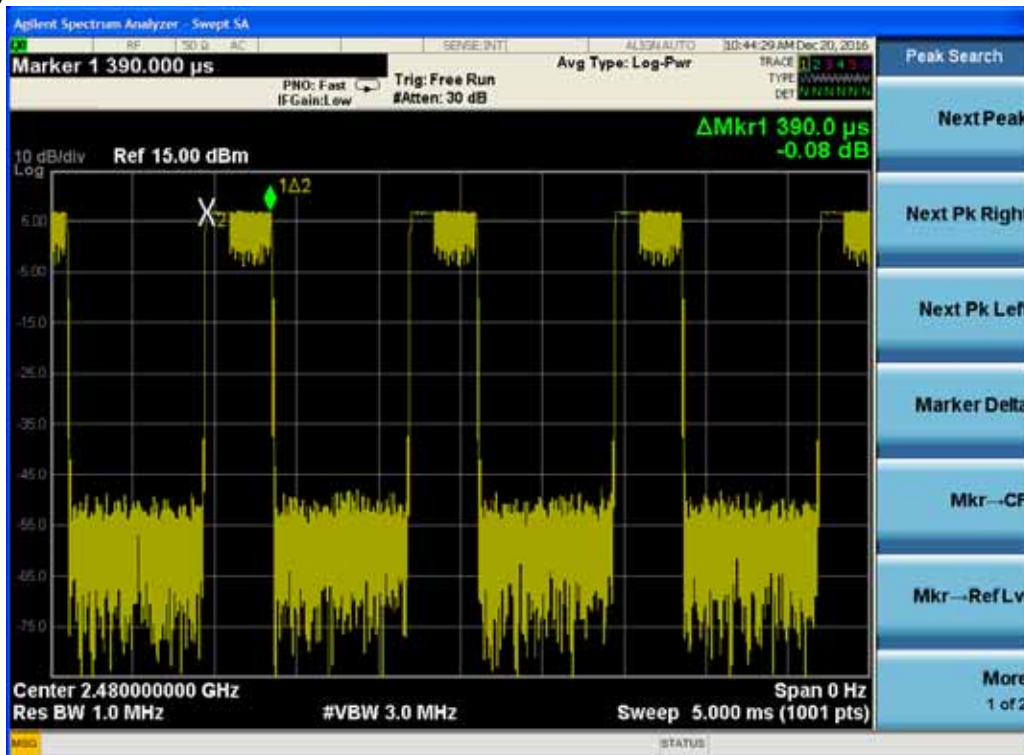 Agilent Spectrum Analyzer - Swept SA
RF 50 Ω AC SENSE:INT ALIGN AUTO 10:44:29 AM Dec 20, 2016
Marker 1 390.000 µs
PNO: Fast
IFGain:Low
Trig: Free Run
#Atten: 30 dB
Avg Type: Log-Pwr
TRACE 1 2 3 4 5 6
TYPE
DET N N N N N N
Peak Search
ΔMkr1 390.0 µs
-0.08 dB
10 dB/div Ref 15.00 dBm
Log
1Δ2
2
5.00
-5.00
-15.0
-25.0
-35.0
-45.0
-55.0
-65.0
-75.0
Center 2.480000000 GHz Span 0 Hz
Res BW 1.0 MHz #VBW 3.0 MHz Sweep 5.000 ms (1001 pts)
MSG STATUS
Next Peak
Next Pk Right
Next Pk Left
Marker Delta
Mkr→CF
Mkr→Ref Lv
More
1 of 2